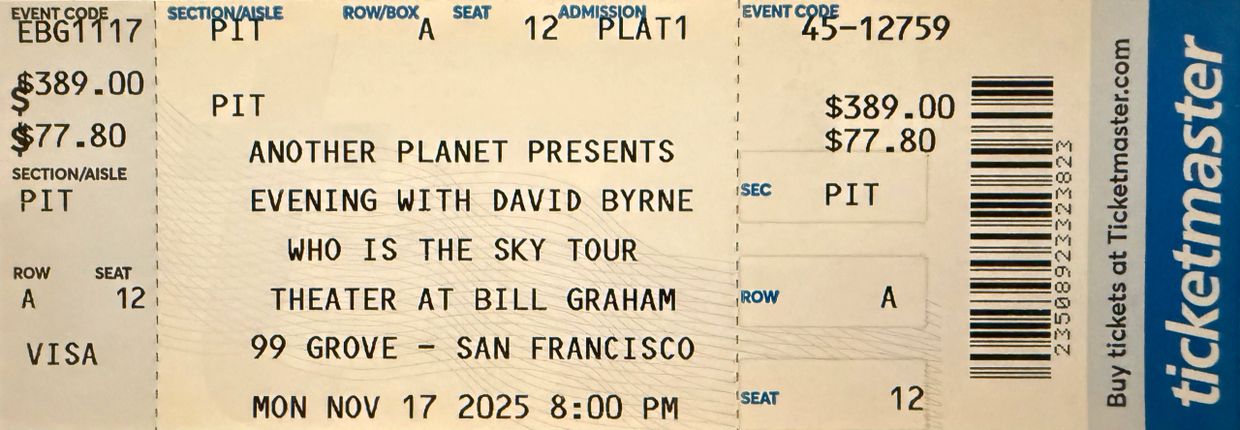 EVENT CODE
EBG1117
$389.00
$
$77.80
SECTION/AISLE
PIT
ROW SEAT
A 12
VISA
SECTION/AISLE ROW/BOX SEAT ADMISSION
PIT A 12 PLAT1
PIT
ANOTHER PLANET PRESENTS
EVENING WITH DAVID BYRNE
WHO IS THE SKY TOUR
THEATER AT BILL GRAHAM
99 GROVE - SAN FRANCISCO
MON NOV 17 2025 8:00 PM
EVENT CODE
45-12759
$389.00
$77.80
SEC PIT
ROW A
SEAT 12
2350892332 3823
Buy tickets at Ticketmaster.com
ticketmaster